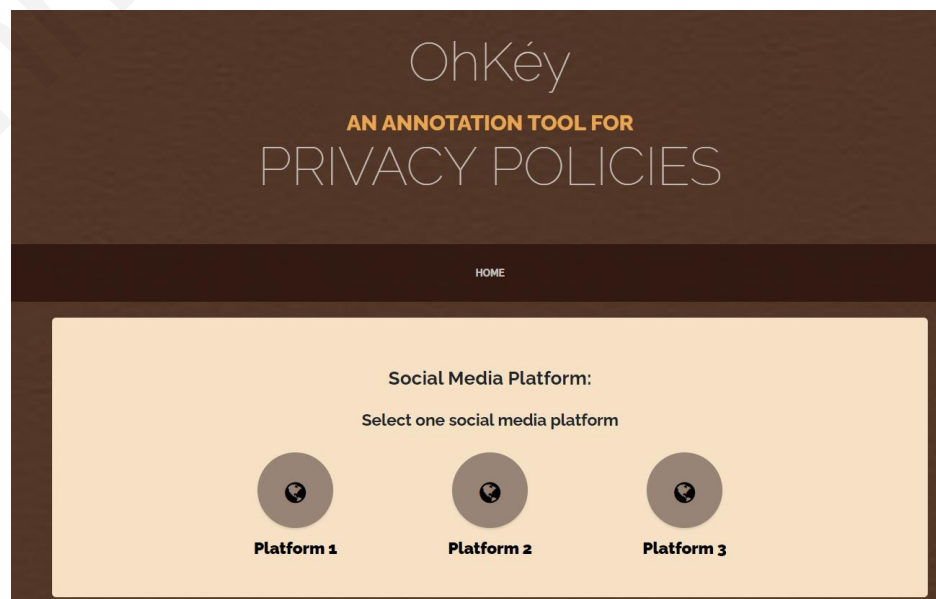 OhKéy
AN ANNOTATION TOOL FOR
PRIVACY POLICIES
HOME
Social Media Platform:
Select one social media platform
Platform 1 Platform 2 Platform 3